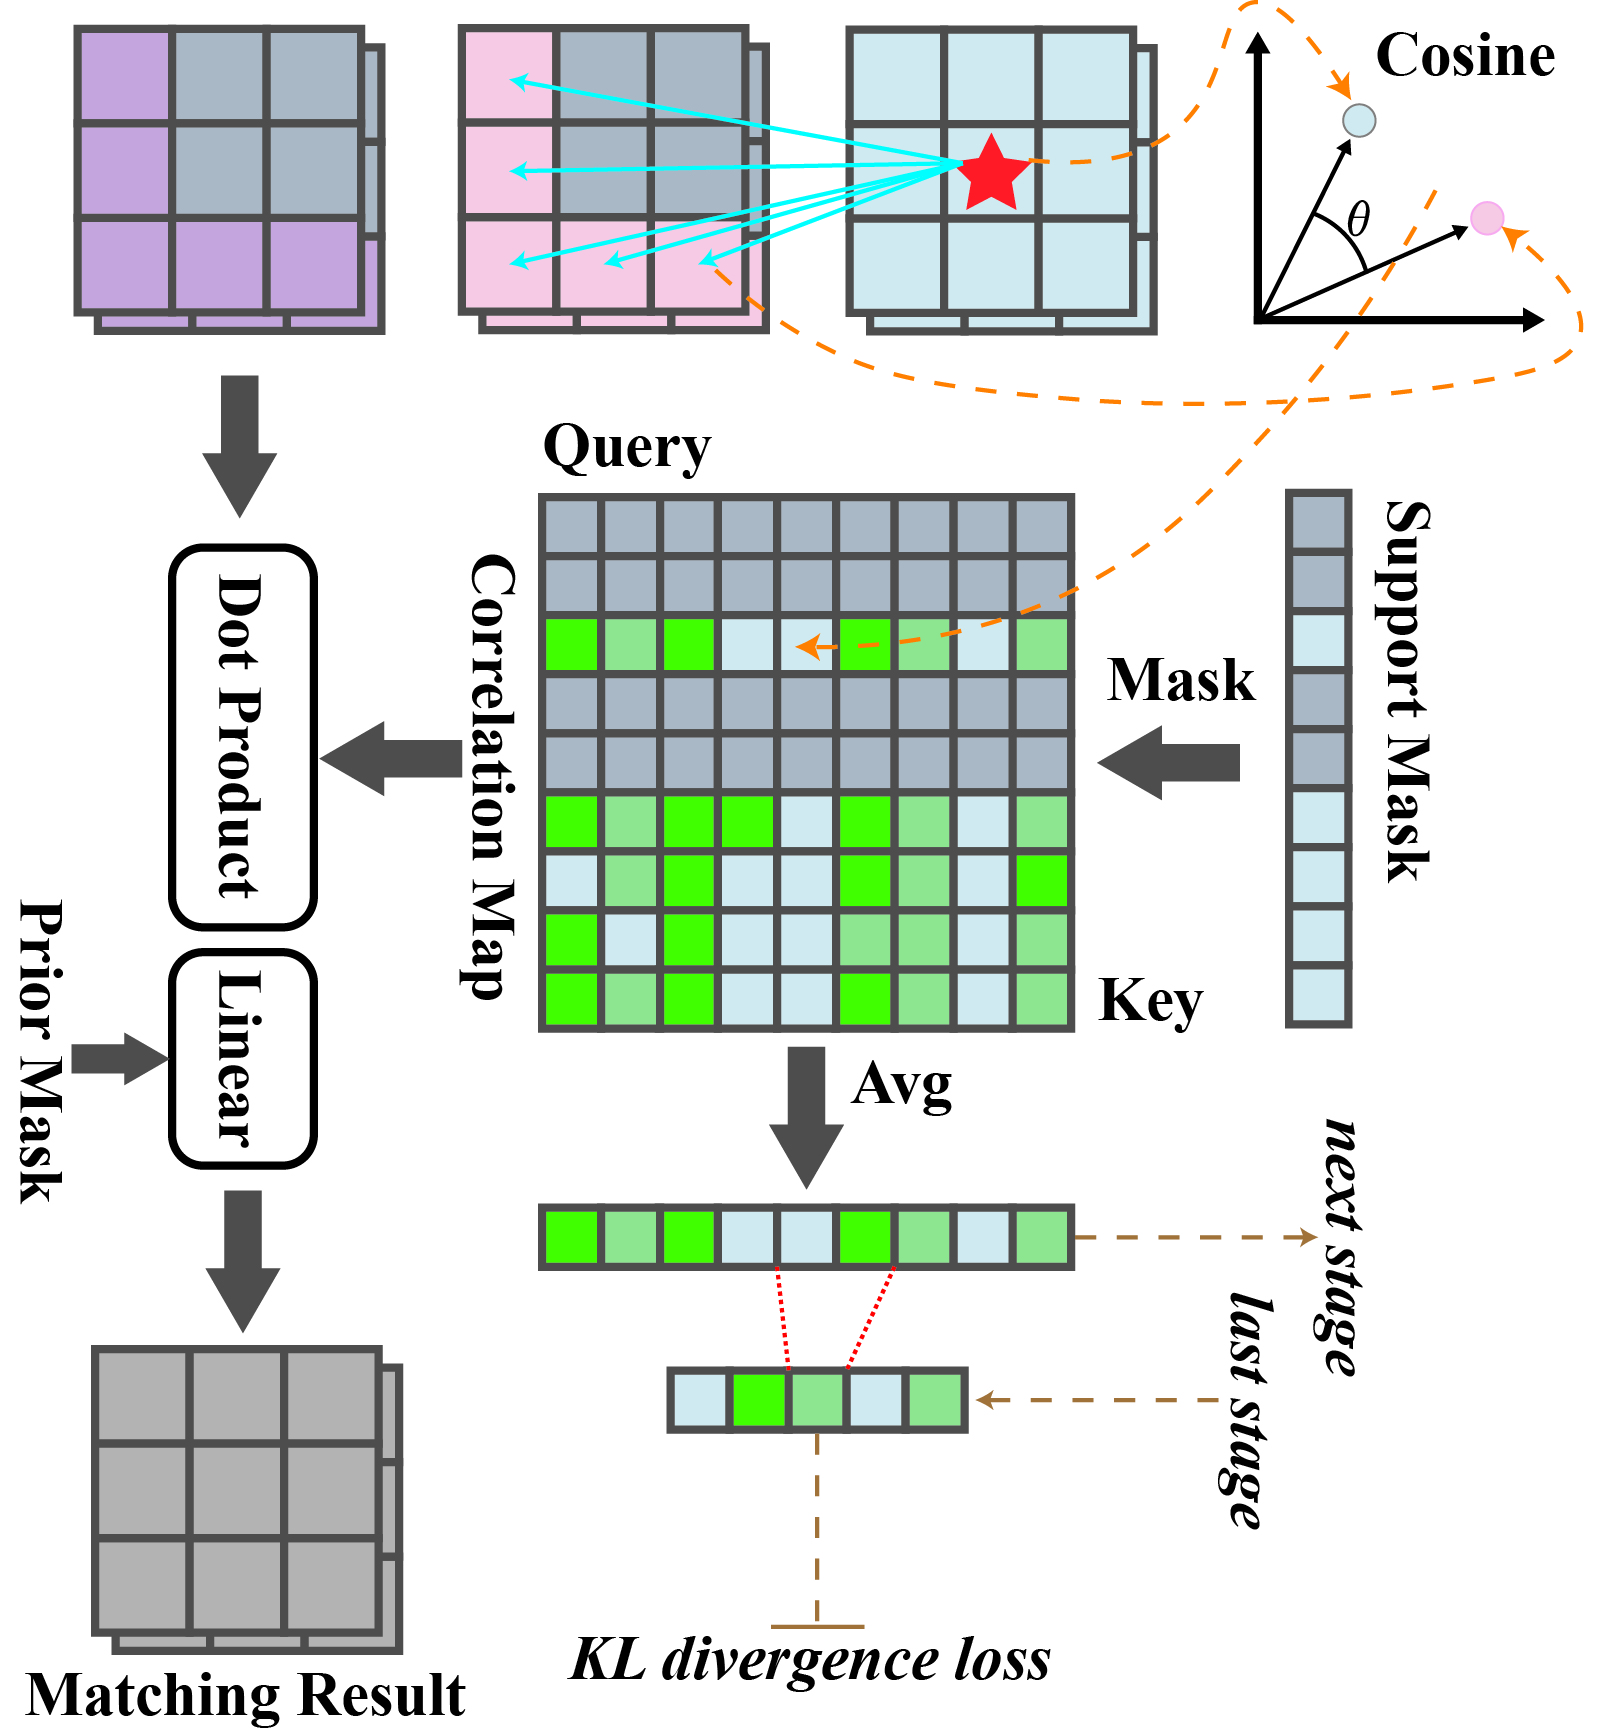 Cosine
θ
Query
Support Mask
Dot Product
Correlation Map
Mask
Prior Mask
Linear
Key
Avg
next stage
last stage
KL divergence loss
Matching Result